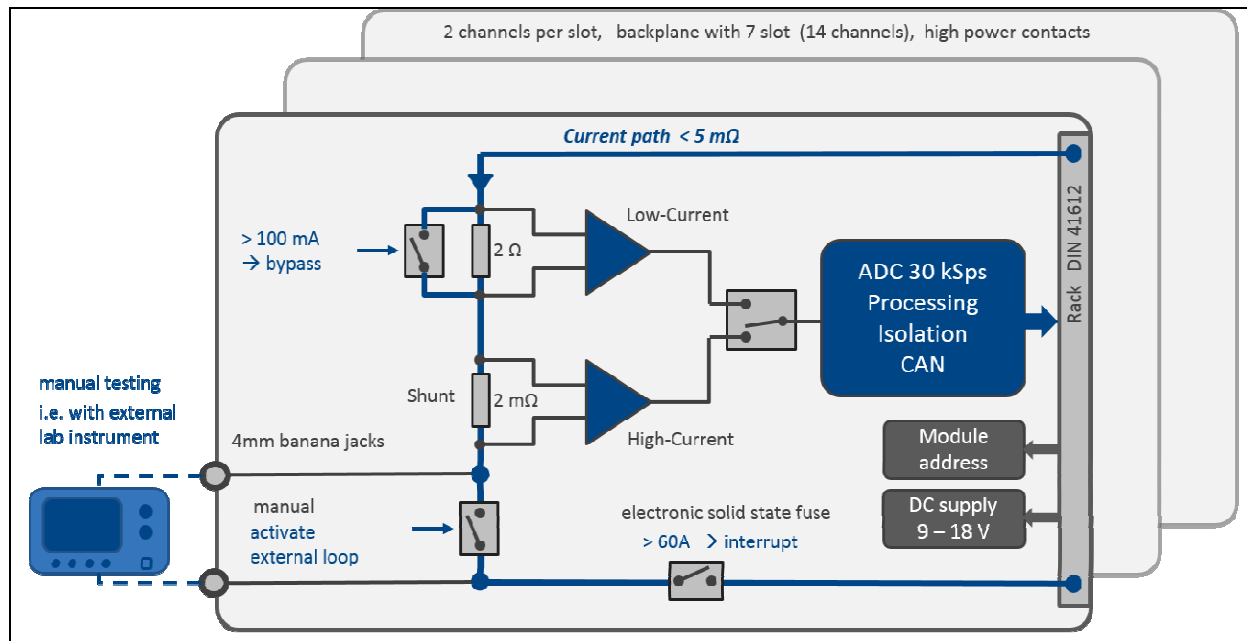 2 channels per slot, backplane with 7 slot (14 channels), high power contacts
Current path < 5 mΩ
Low-Current
> 100 mA
→ bypass
2 Ω
ADC 30 kSps
Processing
Isolation
CAN
Rack DIN 41612
manual testing
i.e. with external
lab instrument
Shunt
2 mΩ
High-Current
4mm banana jacks
Module
address
manual
activate
external loop
electronic solid state fuse
> 60A > interrupt
DC supply
9 – 18 V